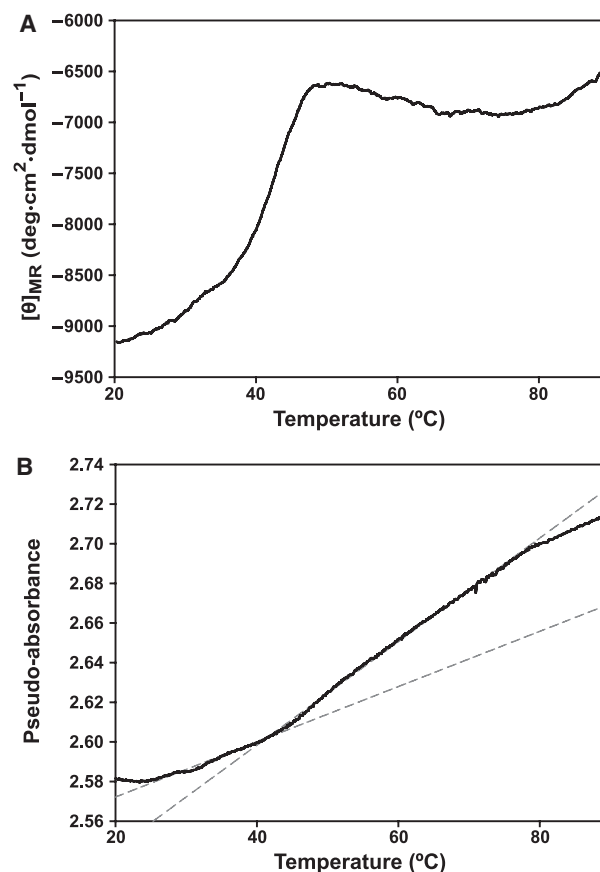 A
[θ]MR (deg·cm²·dmol⁻¹)
−6000
−6500
−7000
−7500
−8000
−8500
−9000
−9500
20 40 60 80
Temperature (ºC)
B
Pseudo-absorbance
2.74
2.72
2.70
2.68
2.66
2.64
2.62
2.60
2.58
2.56
20 40 60 80
Temperature (ºC)